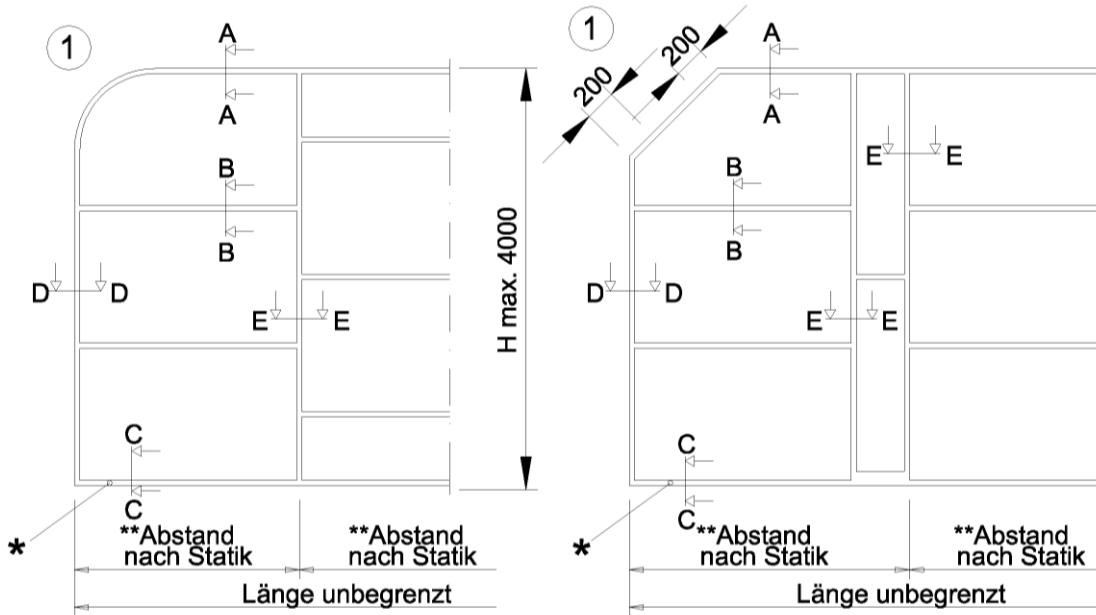 1
A
A
B
B
D
D
E
E
C
C
*
H max. 4000
**Abstand
nach Statik
**Abstand
nach Statik
Länge unbegrenzt
1
200
200
A
A
E
E
B
B
D
D
E
E
C
C
*
**Abstand
nach Statik
**Abstand
nach Statik
Länge unbegrenzt